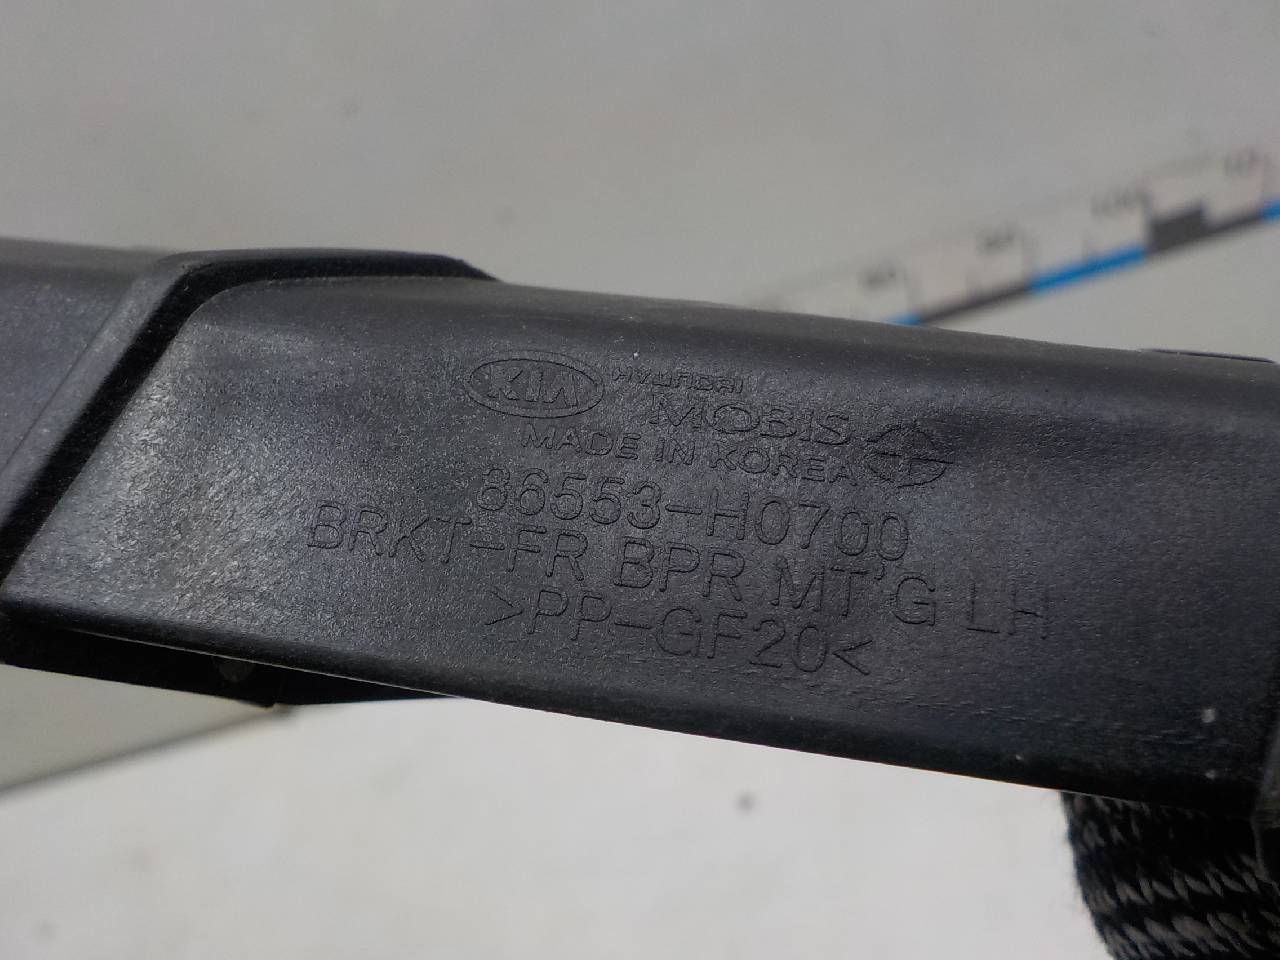 KIA HYUNDAI
MOBIS
MADE IN KOREA
86553-H0700
BRKT-FR BPR MT'G LH
>PP-GF20<